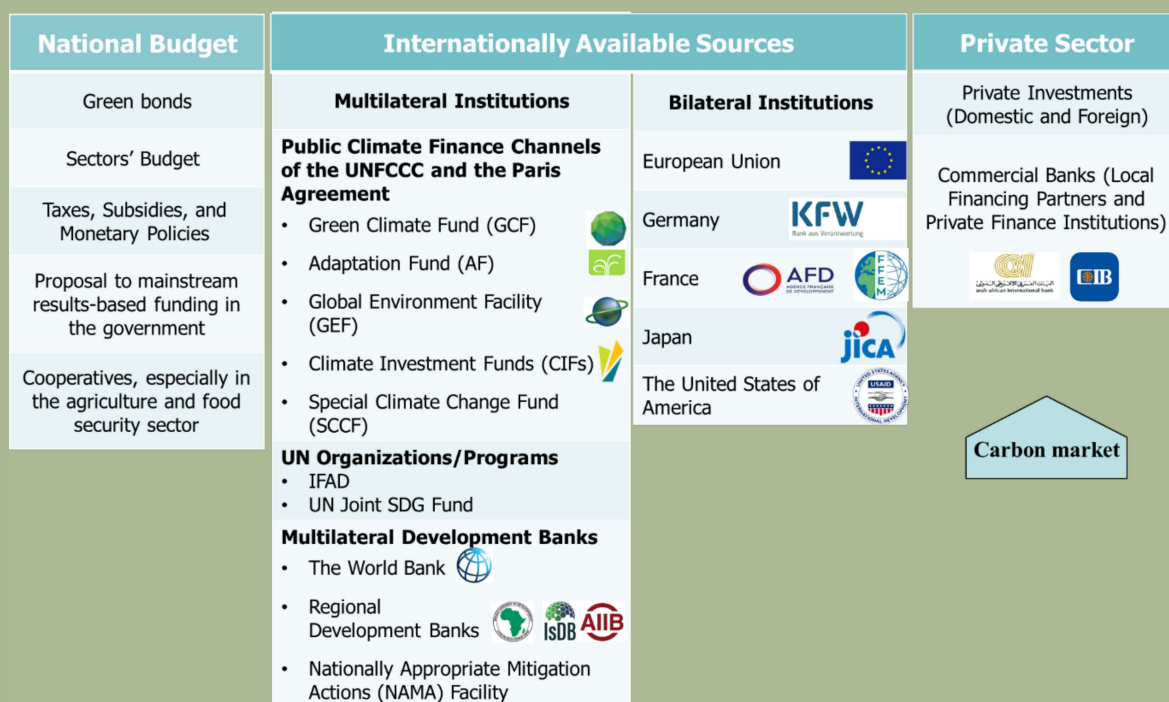 National Budget
Green bonds
Sectors' Budget
Taxes, Subsidies, and
Monetary Policies
Proposal to mainstream
results-based funding in
the government
Cooperatives, especially in
the agriculture and food
security sector
Internationally Available Sources
Multilateral Institutions
Public Climate Finance Channels
of the UNFCCC and the Paris
Agreement
• Green Climate Fund (GCF)
• Adaptation Fund (AF)
af
• Global Environment Facility
(GEF)
• Climate Investment Funds (CIFs)
• Special Climate Change Fund
(SCCF)
UN Organizations/Programs
• IFAD
• UN Joint SDG Fund
Multilateral Development Banks
• The World Bank
• Regional
Development Banks
IsDB
AIIB
• Nationally Appropriate Mitigation
Actions (NAMA) Facility
Bilateral Institutions
European Union
Germany
KFW
Bank aus Verantwortung
France
AFD
AGENCE FRANÇAISE
DE DÉVELOPPEMENT
FFEM
Japan
jica
The United States of
America
USAID
Private Sector
Private Investments
(Domestic and Foreign)
Commercial Banks (Local
Financing Partners and
Private Finance Institutions)
arab african international bank
CIB
Carbon market